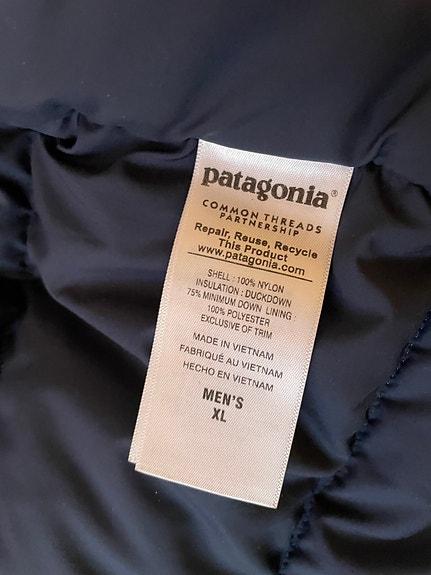 patagonia®
COMMON THREADS
PARTNERSHIP
Repair, Reuse, Recycle
This Product
www.patagonia.com
SHELL : 100% NYLON
INSULATION : DUCKDOWN
75% MINIMUM DOWN LINING :
100% POLYESTER
EXCLUSIVE OF TRIM
MADE IN VIETNAM
FABRIQUÉ AU VIETNAM
HECHO EN VIETNAM
MEN'S
XL